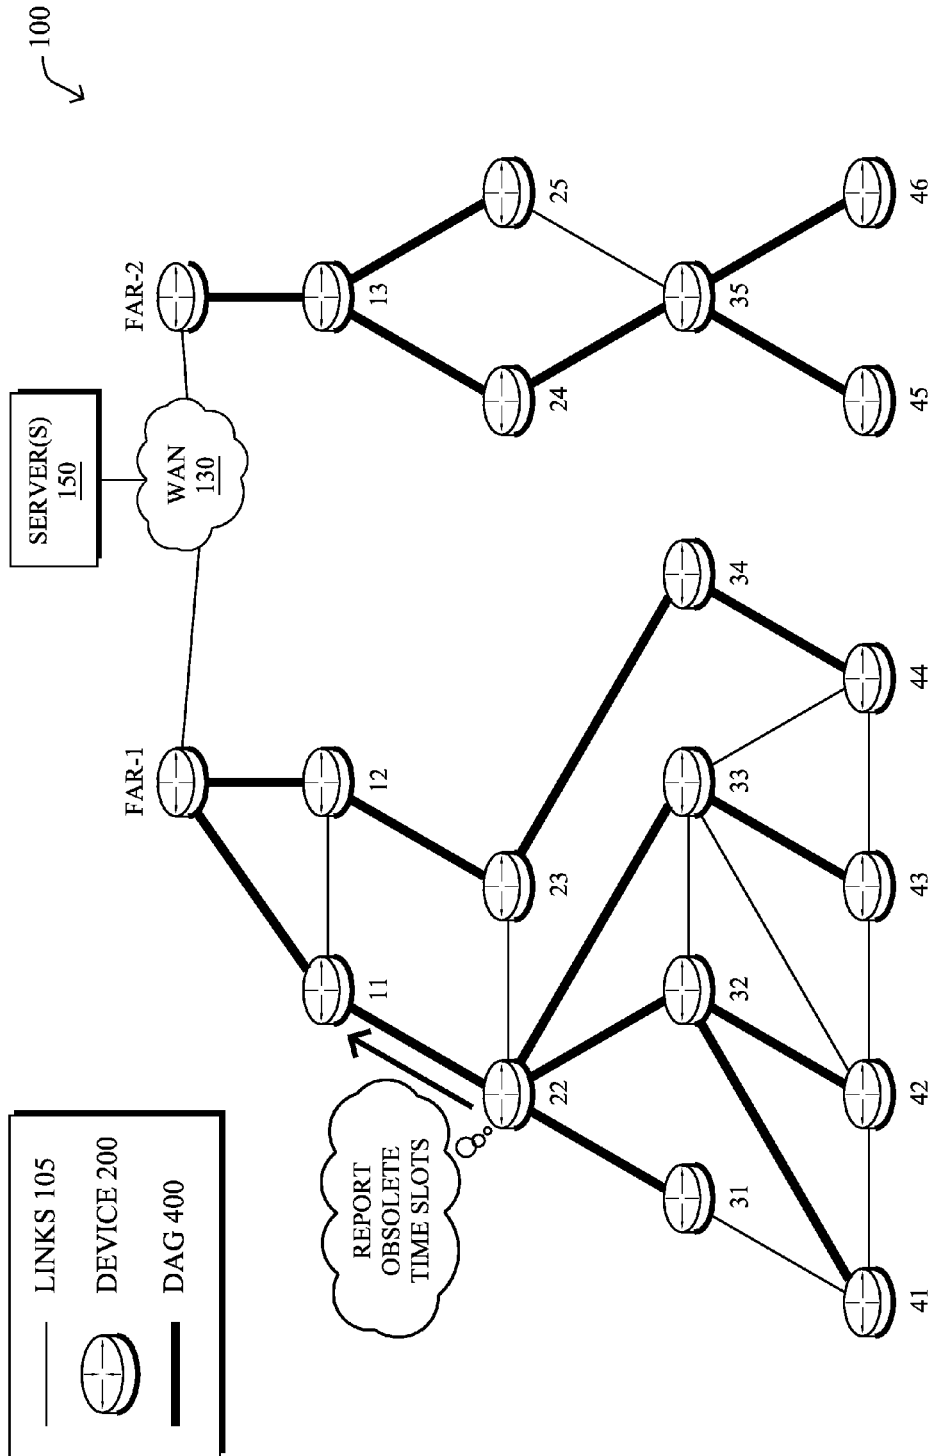 100
SERVER(S)
150
WAN
130
FAR-1
FAR-2
11
12
13
22
23
24
25
31
32
33
34
35
41
42
43
44
45
46
REPORT
OBSOLETE
TIME SLOTS
LINKS 105
DEVICE 200
DAG 400